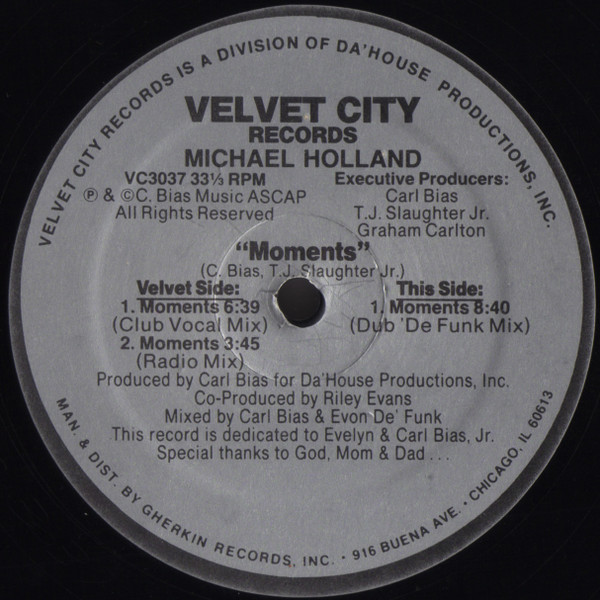 VELVET CITY RECORDS IS A DIVISION OF DA'HOUSE PRODUCTIONS, INC.
VELVET CITY
RECORDS
MICHAEL HOLLAND
VC3037 33⅓ RPM
℗ & © C. Bias Music ASCAP
All Rights Reserved
Executive Producers:
Carl Bias
T.J. Slaughter Jr.
Graham Carlton
"Moments"
(C. Bias, T.J. Slaughter Jr.)
Velvet Side:
1. Moments 6:39
(Club Vocal Mix)
2. Moments 3:45
(Radio Mix)
This Side:
1. Moments 8:40
(Dub 'De Funk Mix)
Produced by Carl Bias for Da'House Productions, Inc.
Co-Produced by Riley Evans
Mixed by Carl Bias & Evon De' Funk
This record is dedicated to Evelyn & Carl Bias, Jr.
Special thanks to God, Mom & Dad . . .
MAN. & DIST. BY GHERKIN RECORDS, INC. • 916 BUENA AVE. • CHICAGO, IL 60613